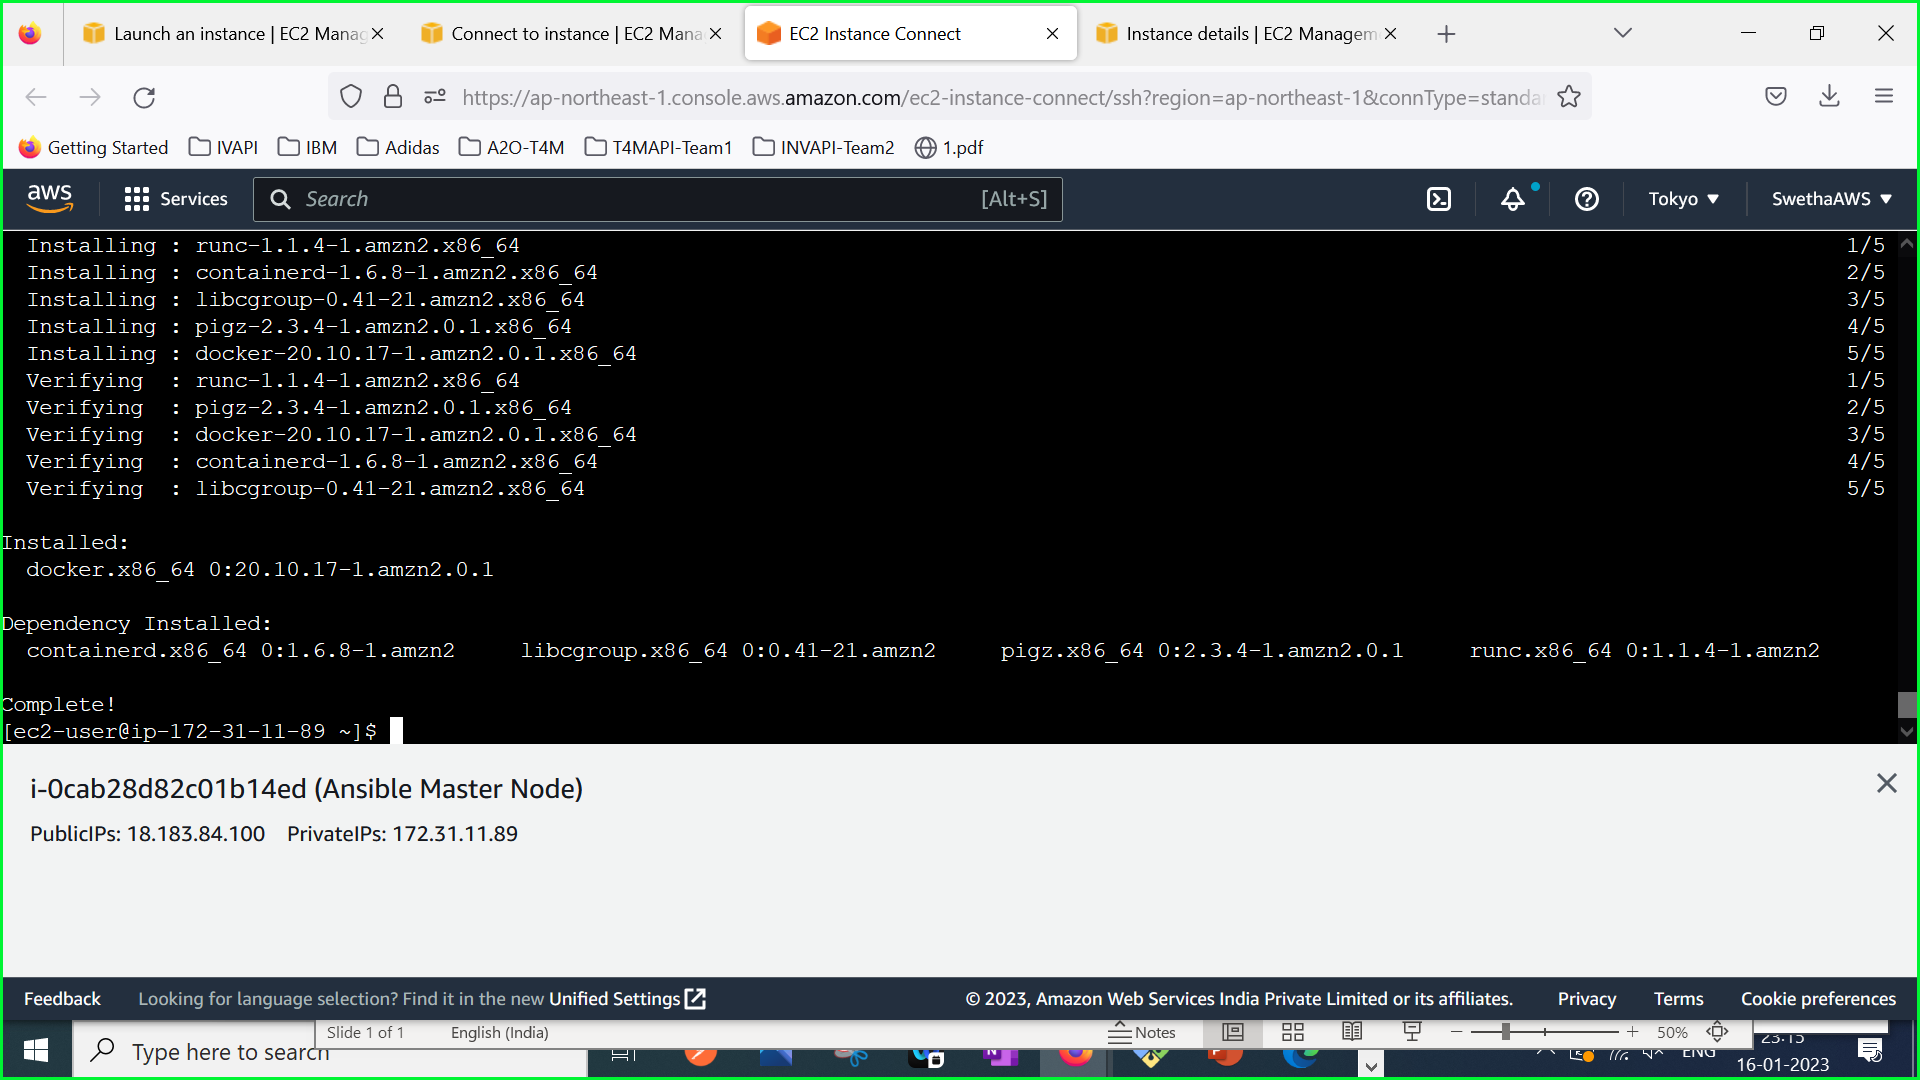 Launch an instance | EC2 Manag
Connect to instance | EC2 Mana
EC2 Instance Connect
Instance details | EC2 Managem
https://ap-northeast-1.console.aws.amazon.com/ec2-instance-connect/ssh?region=ap-northeast-1&connType=standa
Getting Started IVAPI IBM Adidas A2O-T4M T4MAPI-Team1 INVAPI-Team2 1.pdf
aws Services Search [Alt+S] Tokyo SwethaAWS
Installing : runc-1.1.4-1.amzn2.x86_64 1/5
Installing : containerd-1.6.8-1.amzn2.x86_64 2/5
Installing : libcgroup-0.41-21.amzn2.x86_64 3/5
Installing : pigz-2.3.4-1.amzn2.0.1.x86_64 4/5
Installing : docker-20.10.17-1.amzn2.0.1.x86_64 5/5
Verifying : runc-1.1.4-1.amzn2.x86_64 1/5
Verifying : pigz-2.3.4-1.amzn2.0.1.x86_64 2/5
Verifying : docker-20.10.17-1.amzn2.0.1.x86_64 3/5
Verifying : containerd-1.6.8-1.amzn2.x86_64 4/5
Verifying : libcgroup-0.41-21.amzn2.x86_64 5/5
Installed:
docker.x86_64 0:20.10.17-1.amzn2.0.1
Dependency Installed:
containerd.x86_64 0:1.6.8-1.amzn2 libcgroup.x86_64 0:0.41-21.amzn2 pigz.x86_64 0:2.3.4-1.amzn2.0.1 runc.x86_64 0:1.1.4-1.amzn2
Complete!
[ec2-user@ip-172-31-11-89 ~]$
i-0cab28d82c01b14ed (Ansible Master Node)
PublicIPs: 18.183.84.100 PrivateIPs: 172.31.11.89
Feedback Looking for language selection? Find it in the new Unified Settings © 2023, Amazon Web Services India Private Limited or its affiliates. Privacy Terms Cookie preferences
Slide 1 of 1 English (India) Notes 50%
Type here to search ENG 23:15
16-01-2023